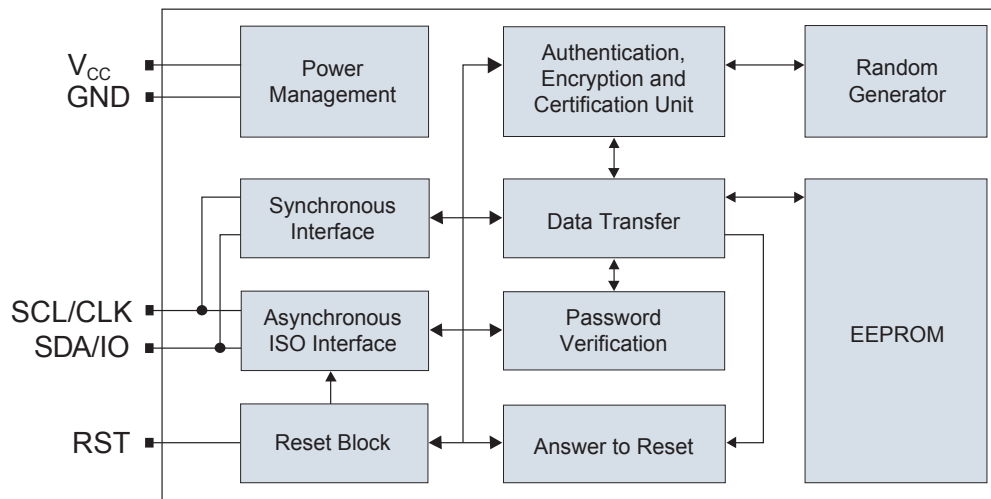 V_CC
GND
Power
Management
Authentication,
Encryption and
Certification Unit
Random
Generator
Synchronous
Interface
Data Transfer
SCL/CLK
SDA/IO
Asynchronous
ISO Interface
Password
Verification
EEPROM
RST
Reset Block
Answer to Reset